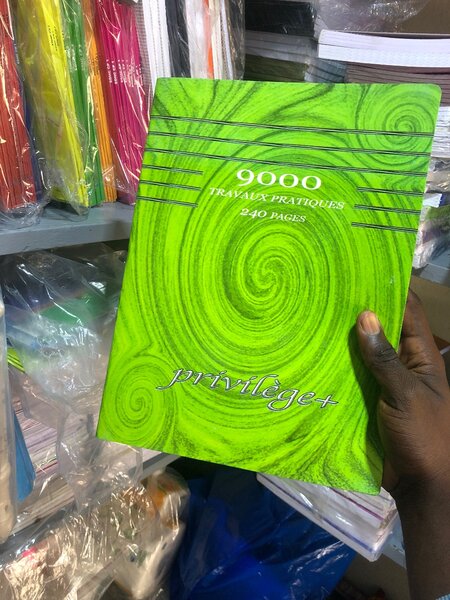 9000
TRAVAUX PRATIQUES
240 PAGES
privilège+